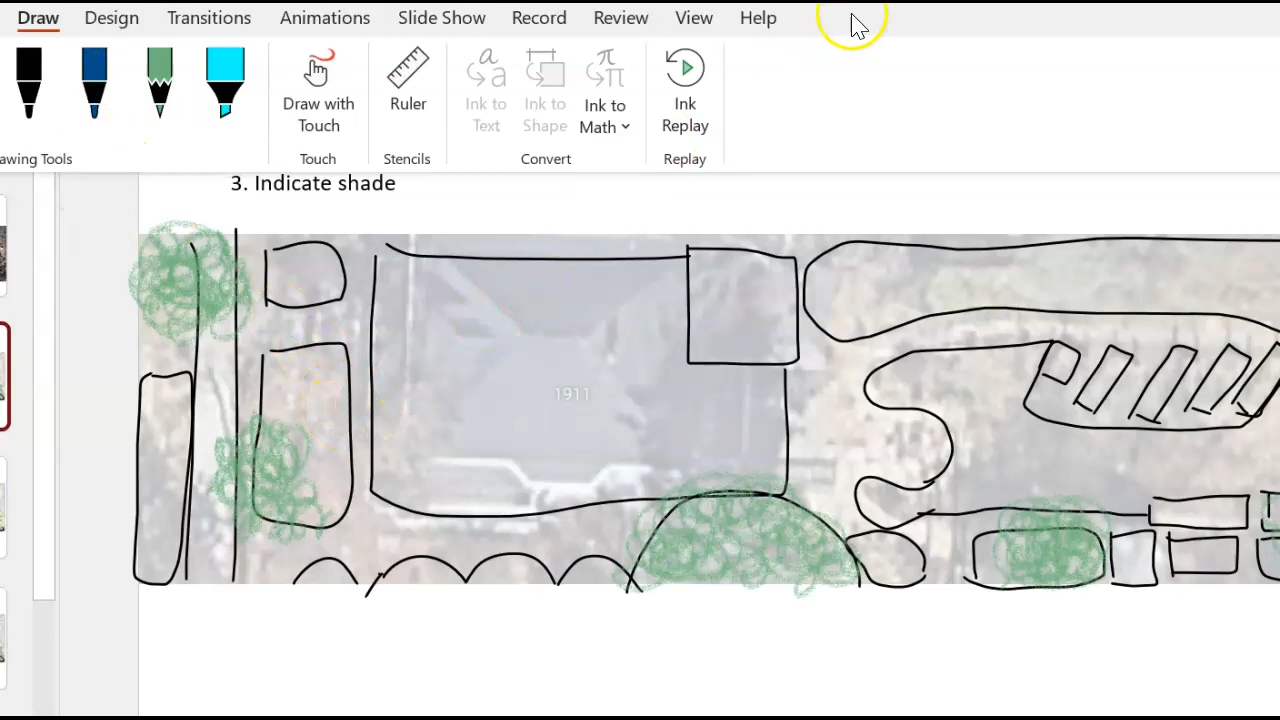 Draw Design Transitions Animations Slide Show Record Review View Help
a
a
π
π
Draw with Touch
Ruler
Ink to Text
Ink to Shape
Ink to Math
Ink Replay
awing Tools Touch Stencils Convert Replay
3. Indicate shade
1911